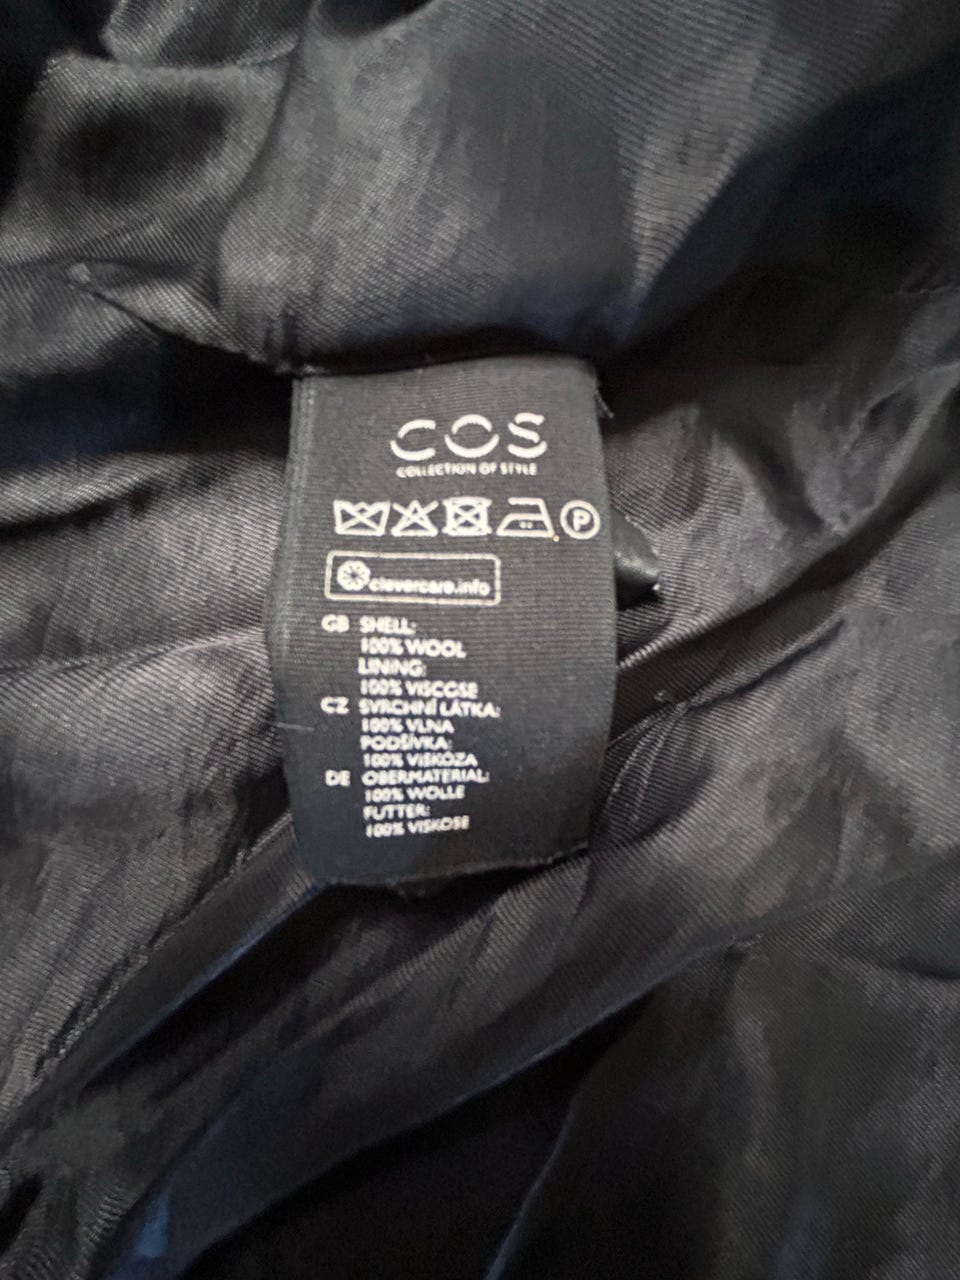 COS
COLLECTION OF STYLE
P
clevercare.info
GB SHELL:
100% WOOL
LINING:
100% VISCOSE
CZ SVRCHNÍ LÁTKA:
100% VLNA
PODŠÍVKA:
100% VISKÓZA
DE OBERMATERIAL:
100% WOLLE
FUTTER:
100% VISKOSE